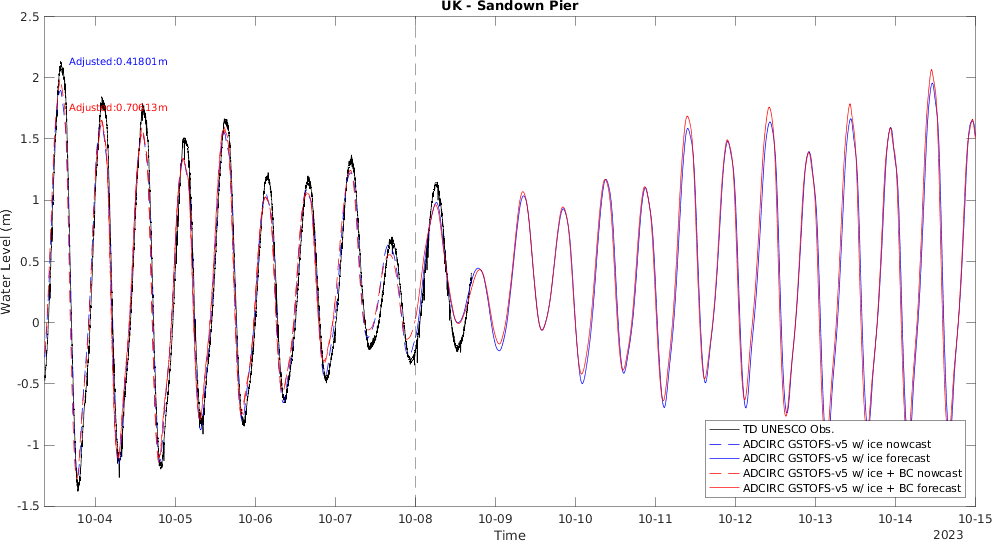 UK - Sandown Pier
2.5
2
1.5
1
0.5
0
-0.5
-1
-1.5
Water Level (m)
Adjusted:0.41801m
Adjusted:0.70613m
TD UNESCO Obs.
ADCIRC GSTOFS-v5 w/ ice nowcast
ADCIRC GSTOFS-v5 w/ ice forecast
ADCIRC GSTOFS-v5 w/ ice + BC nowcast
ADCIRC GSTOFS-v5 w/ ice + BC forecast
10-04 10-05 10-06 10-07 10-08 10-09 10-10 10-11 10-12 10-13 10-14 10-15
Time
2023